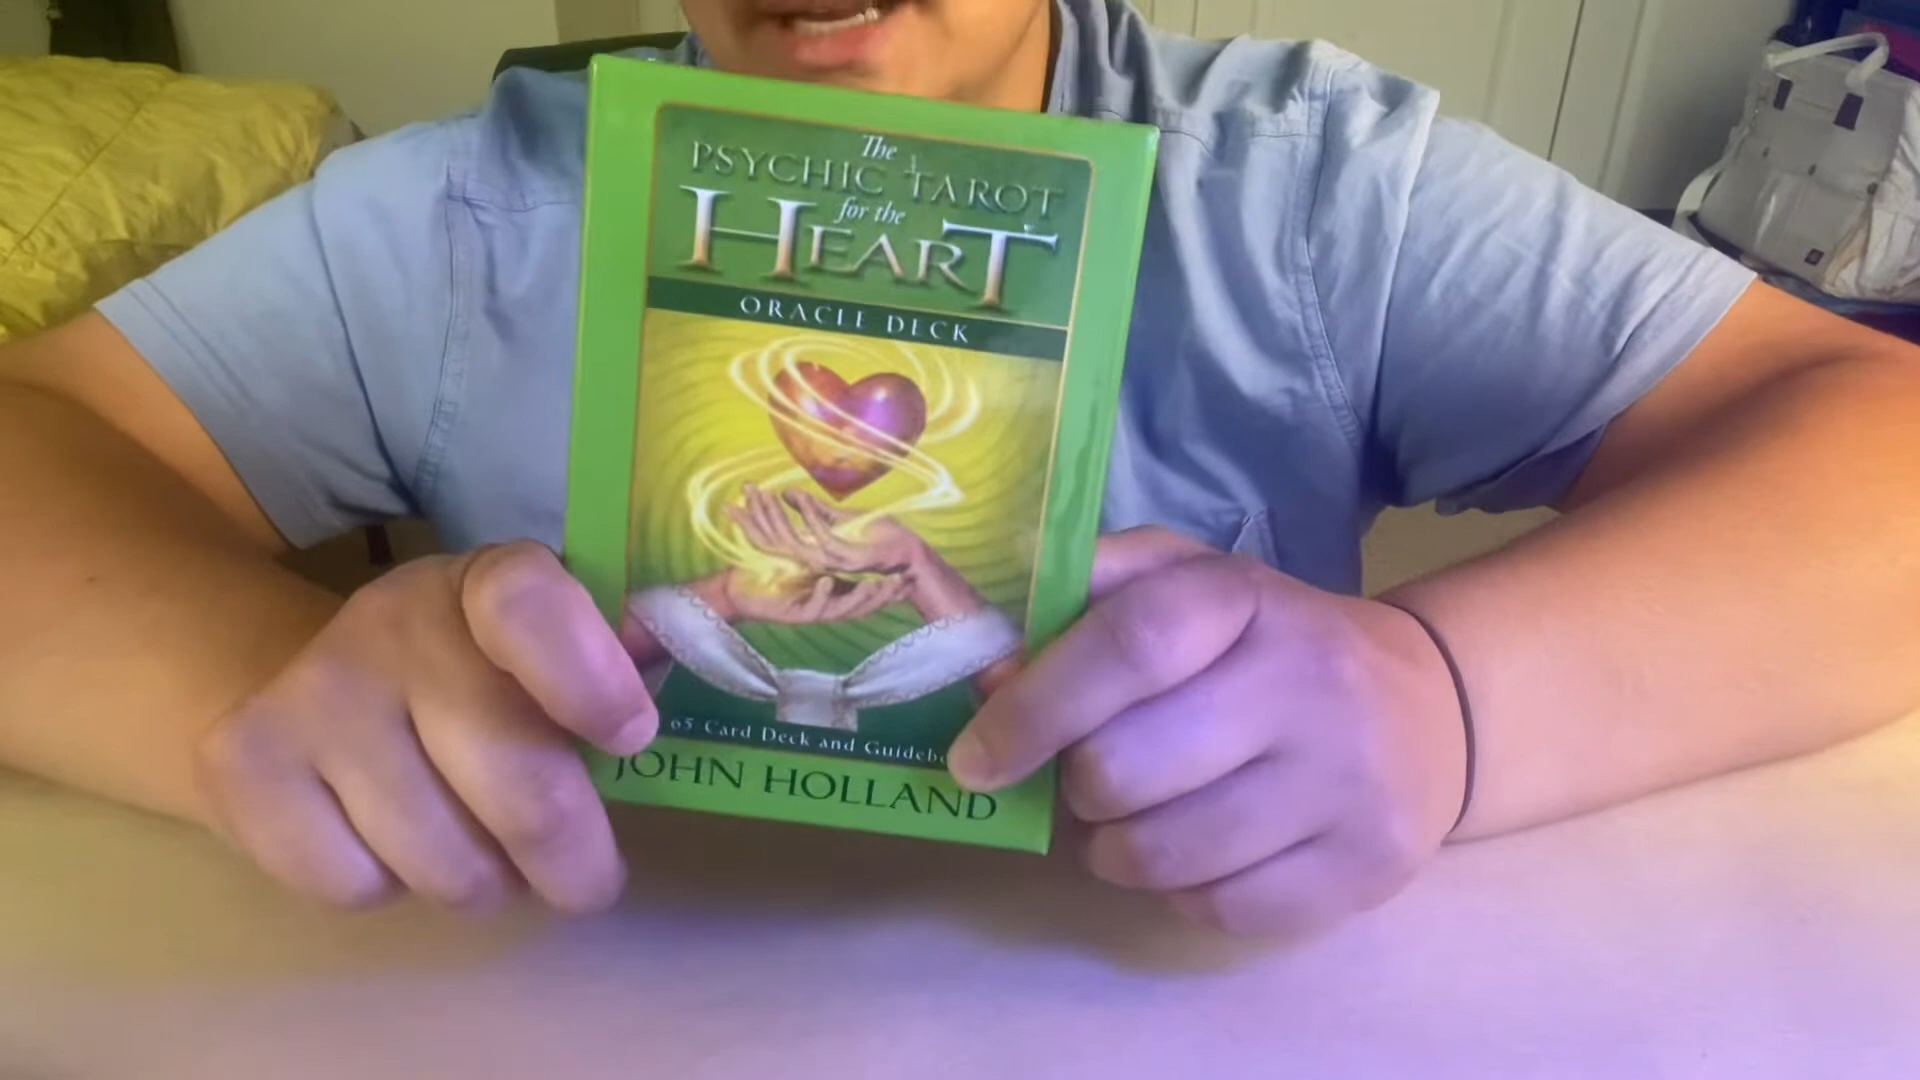 The
PSYCHIC TAROT
for the
HEART
ORACLE DECK
65-Card Deck and
JOHN HOLLAND